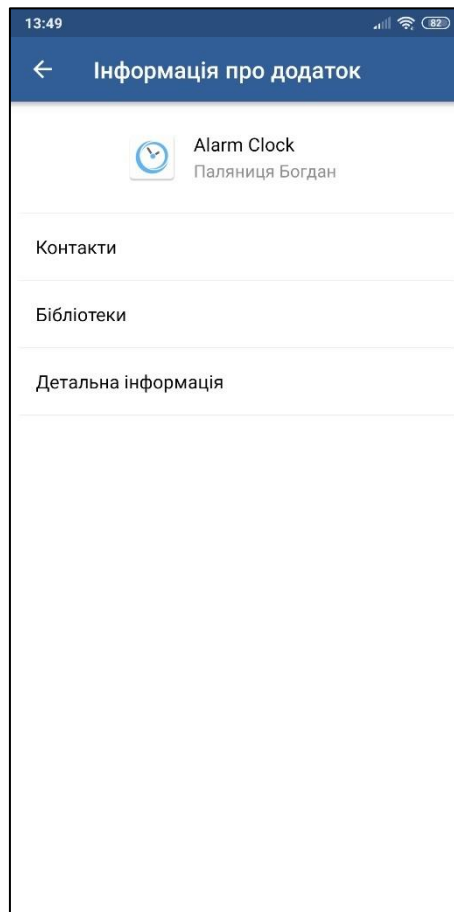 13:49
82
Інформація про додаток
Alarm Clock
Паляниця Богдан
Контакти
Бібліотеки
Детальна інформація